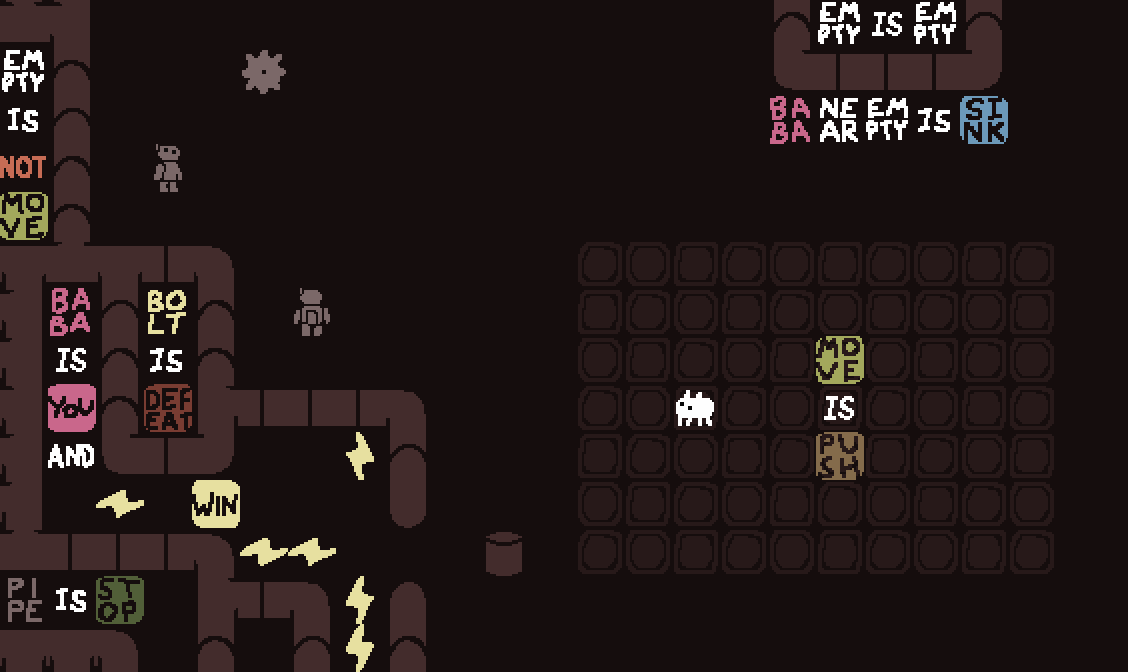 EMPTY IS EMPTY
BABA NEAR EMPTY IS SINK
EMPTY
IS
NOT
MOVE
BABA
IS
YOU
AND
BOLT
IS
DEFEAT
WIN
MOVE
IS
PUSH
PIPE IS STOP